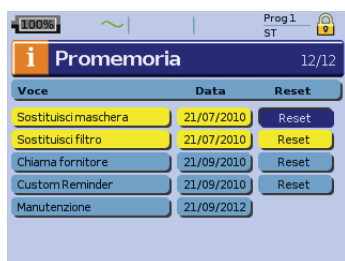 100% Prog 1
ST
i Promemoria 12/12
Voce Data Reset
Sostituisci maschera 21/07/2010 Reset
Sostituisci filtro 21/07/2010 Reset
Chiama fornitore 21/09/2010 Reset
Custom Reminder 21/09/2010 Reset
Manutenzione 21/09/2012